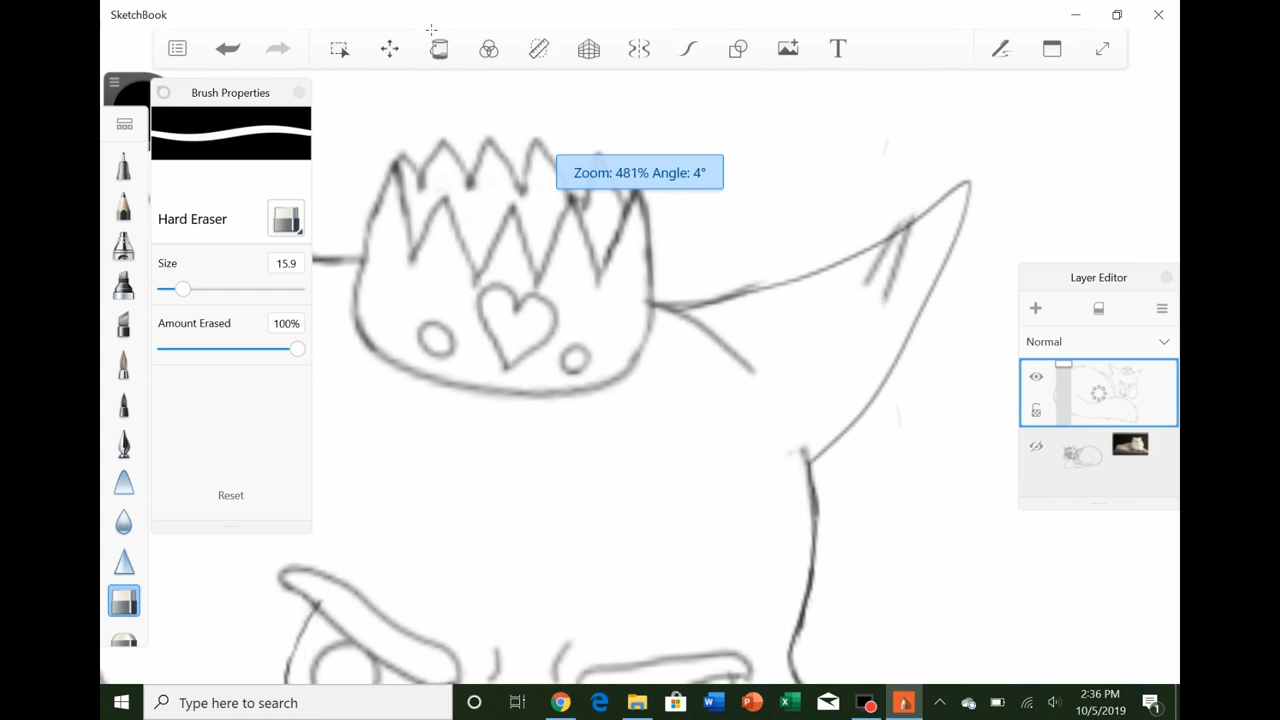 SketchBook
T
Brush Properties
Zoom: 481% Angle: 4°
Hard Eraser
Size
15.9
Amount Erased
100%
Reset
Layer Editor
Normal
Type here to search
2:36 PM
10/5/2019
1